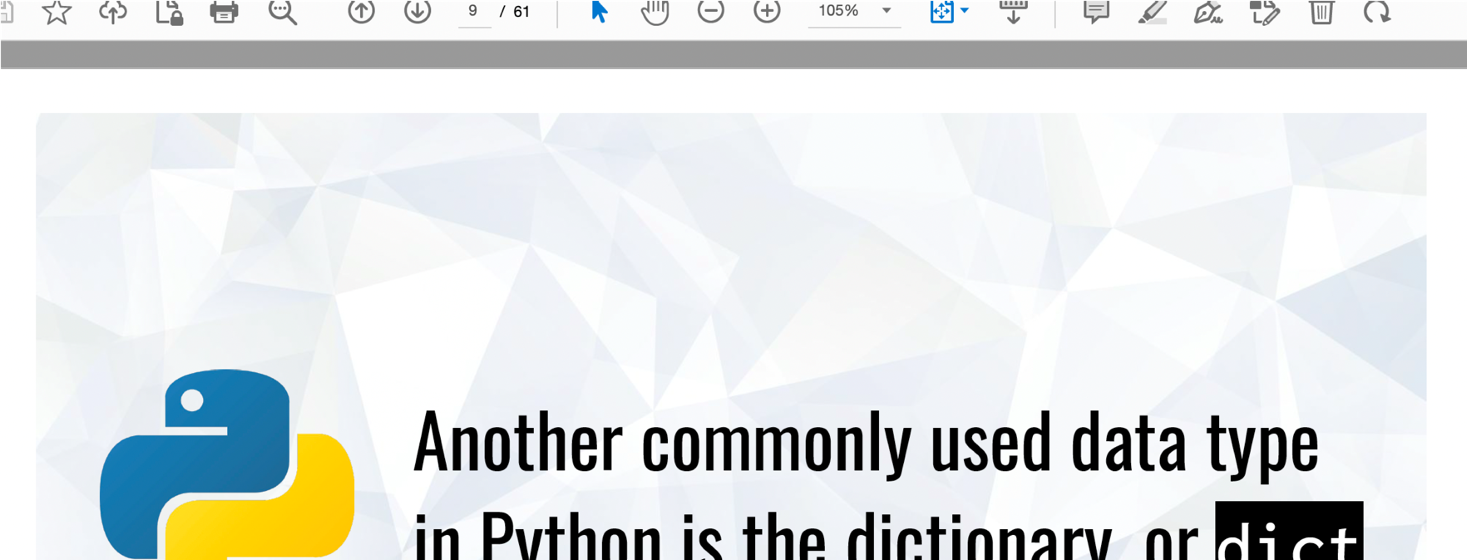 9 / 61 105%
Another commonly used data type
in Python is the dictionary, or dict